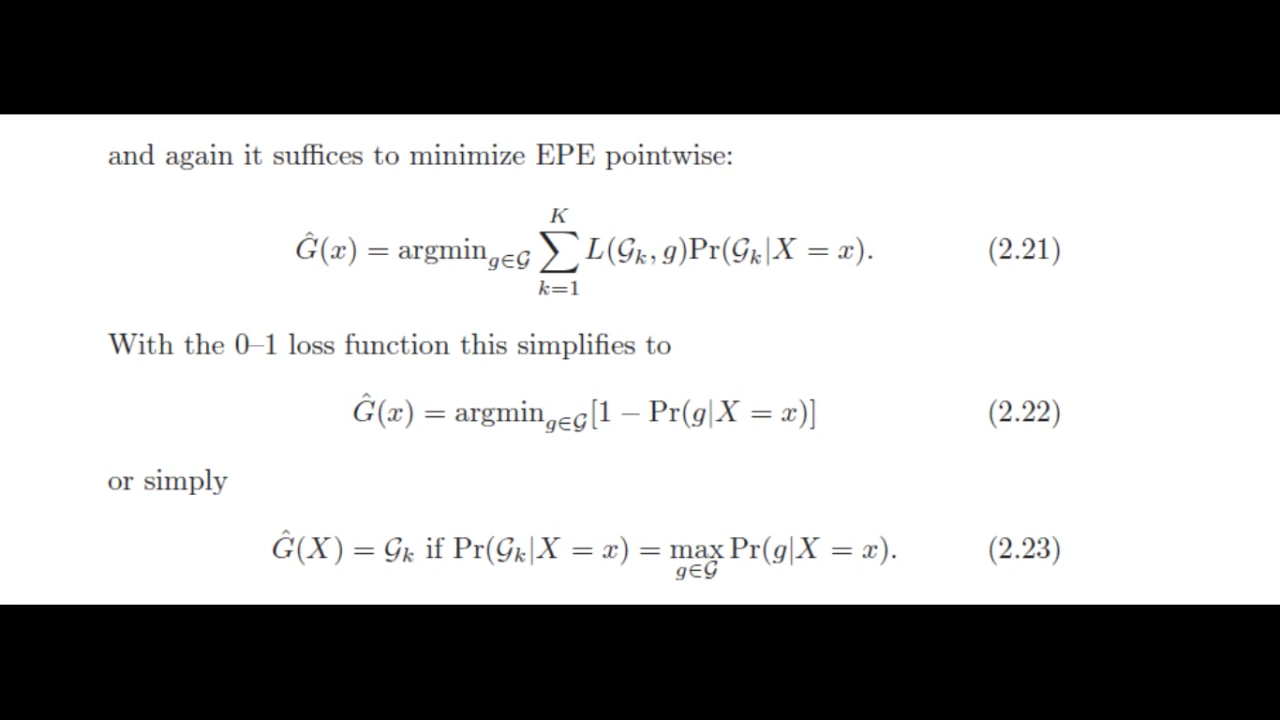 and again it suffices to minimize EPE pointwise:
Ĝ(x) = argmin_{g∈𝒢} ∑_{k=1}^{K} L(𝒢_k, g)Pr(𝒢_k|X = x). (2.21)
With the 0–1 loss function this simplifies to
Ĝ(x) = argmin_{g∈𝒢}[1 − Pr(g|X = x)] (2.22)
or simply
Ĝ(X) = 𝒢_k if Pr(𝒢_k|X = x) = max_{g∈𝒢} Pr(g|X = x). (2.23)